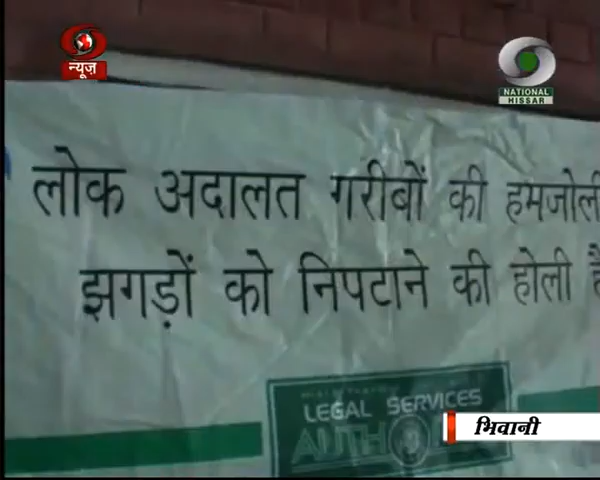 न्यूज़
NATIONAL
HISSAR
लोक अदालत गरीबों की हमजोली
झगड़ों को निपटाने की होली है
LEGAL SERVICES
भिवानी